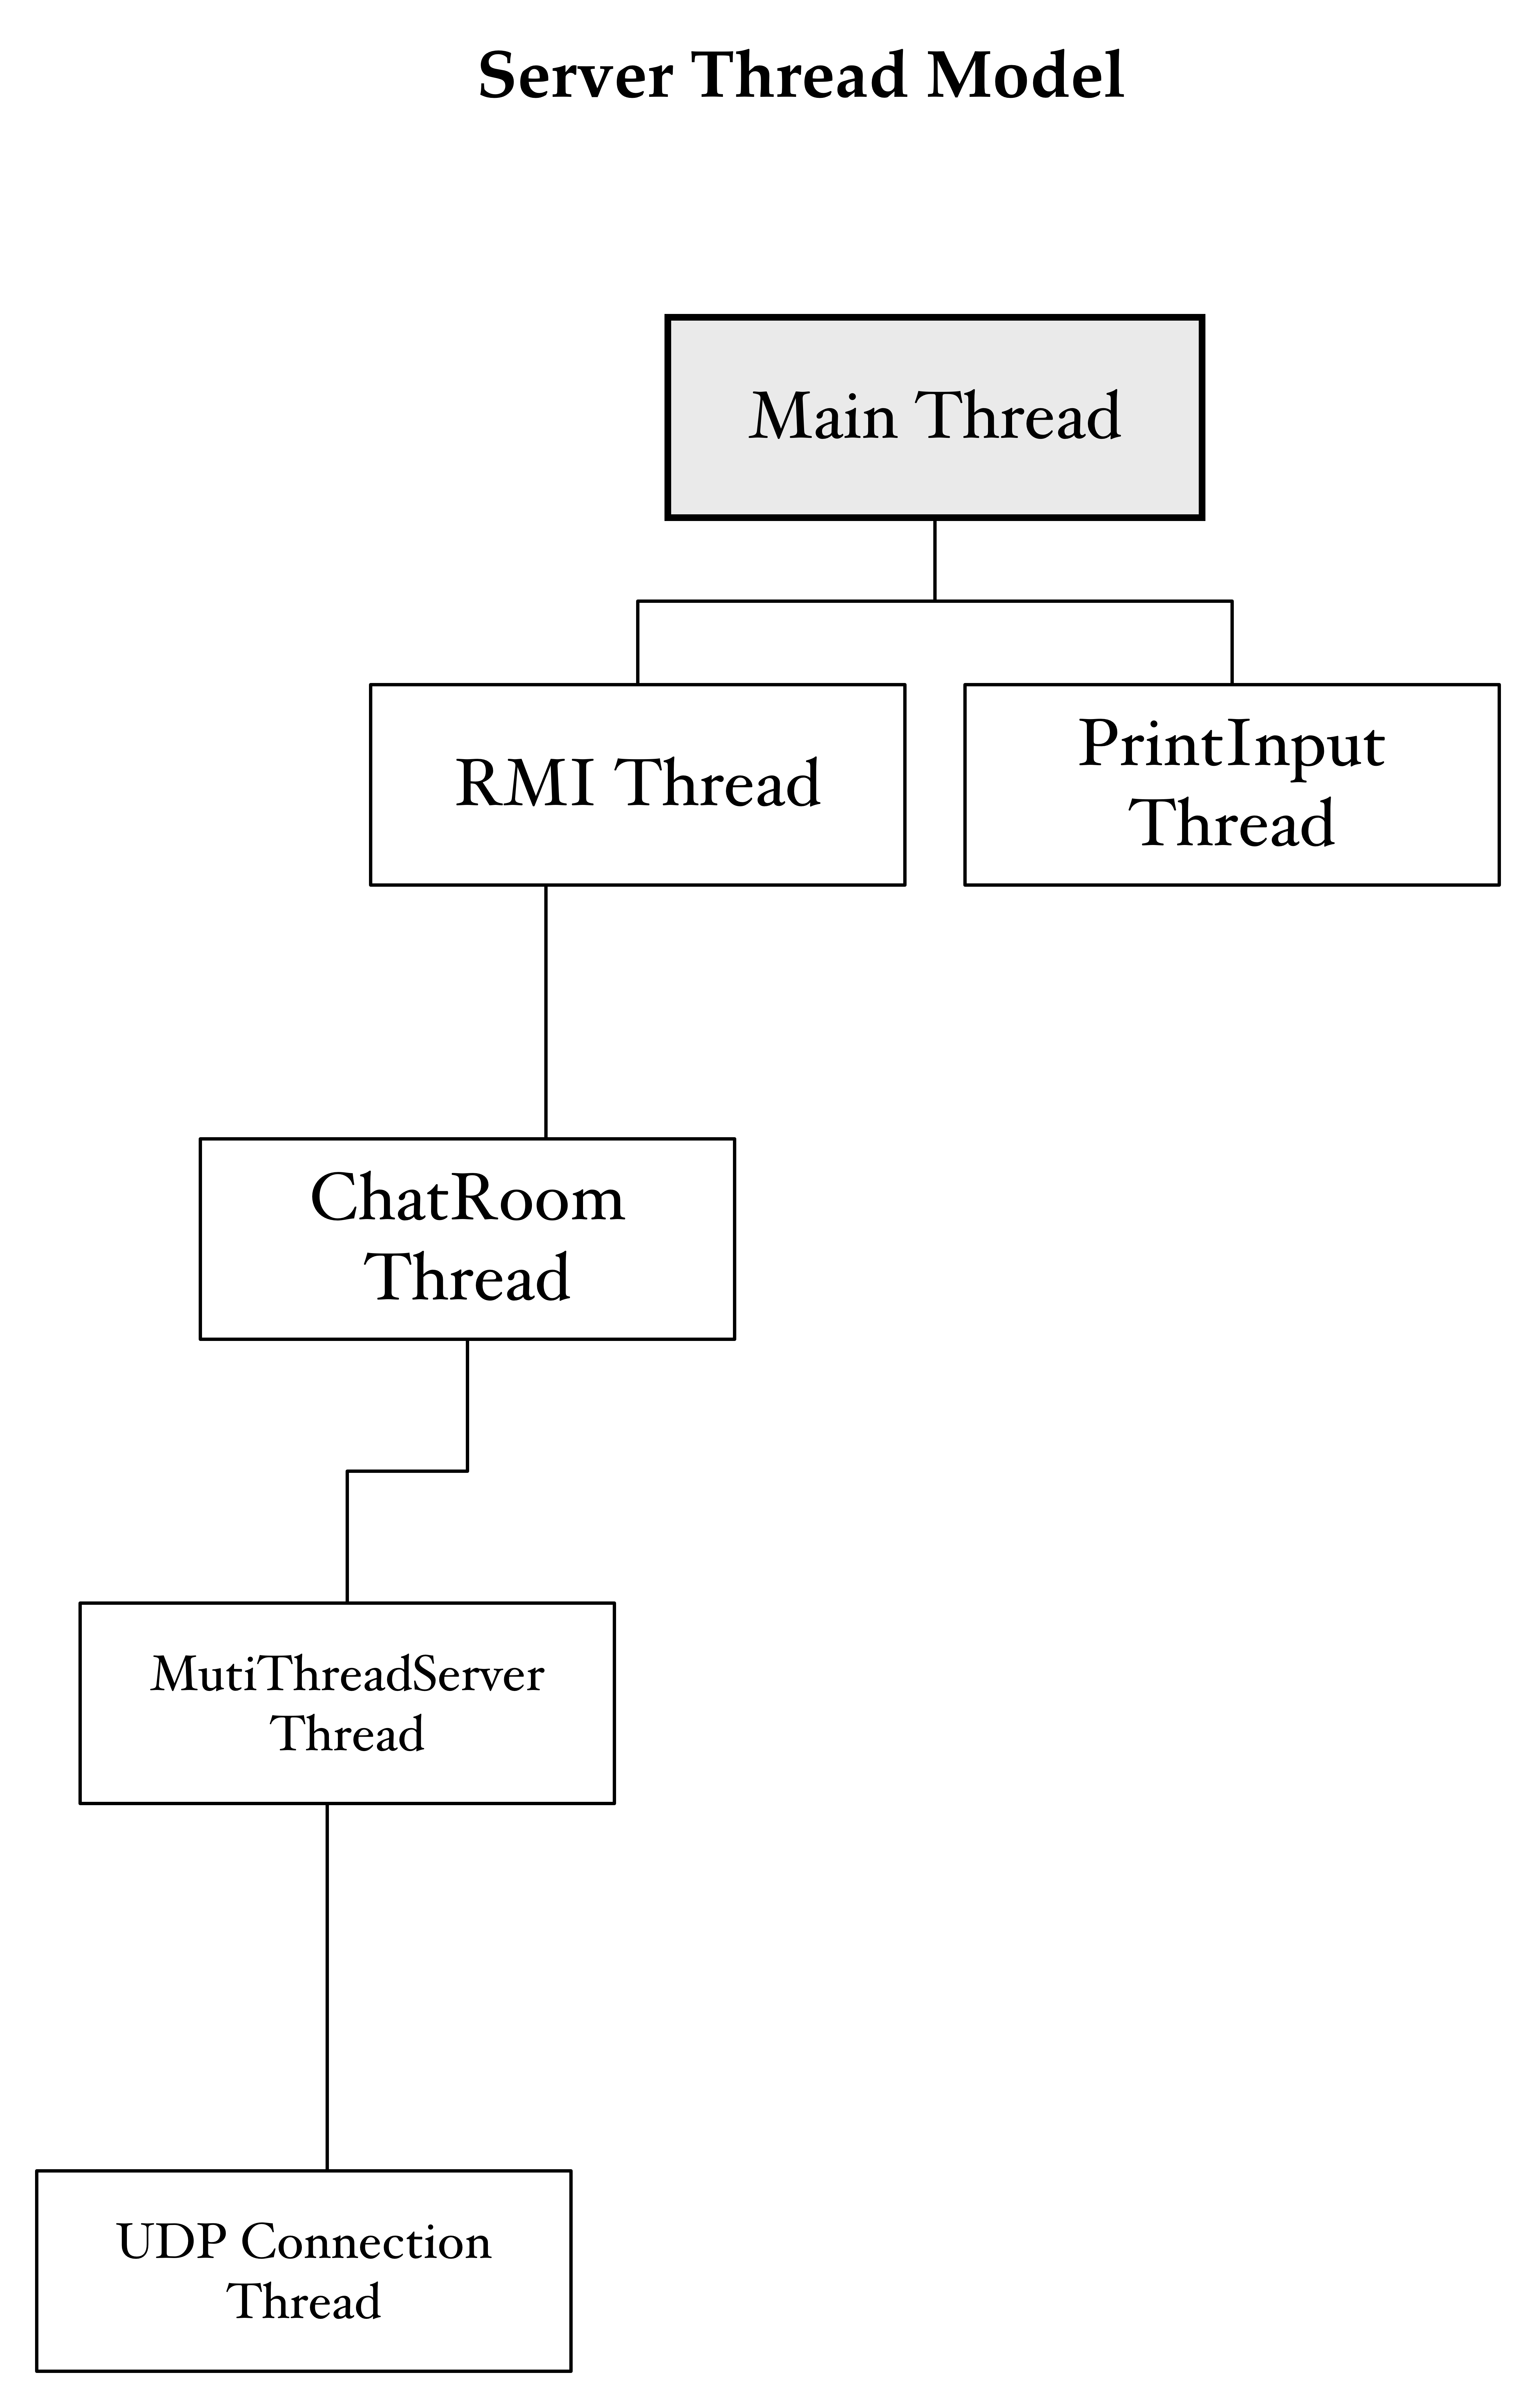 Server Thread Model
Main Thread
RMI Thread
PrintInput
Thread
ChatRoom
Thread
MutiThreadServer
Thread
UDP Connection
Thread